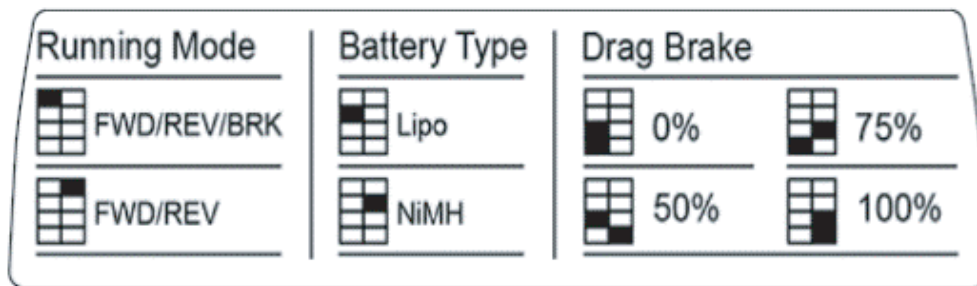 Running Mode
Battery Type
Drag Brake
FWD/REV/BRK
Lipo
0%
75%
FWD/REV
NiMH
50%
100%